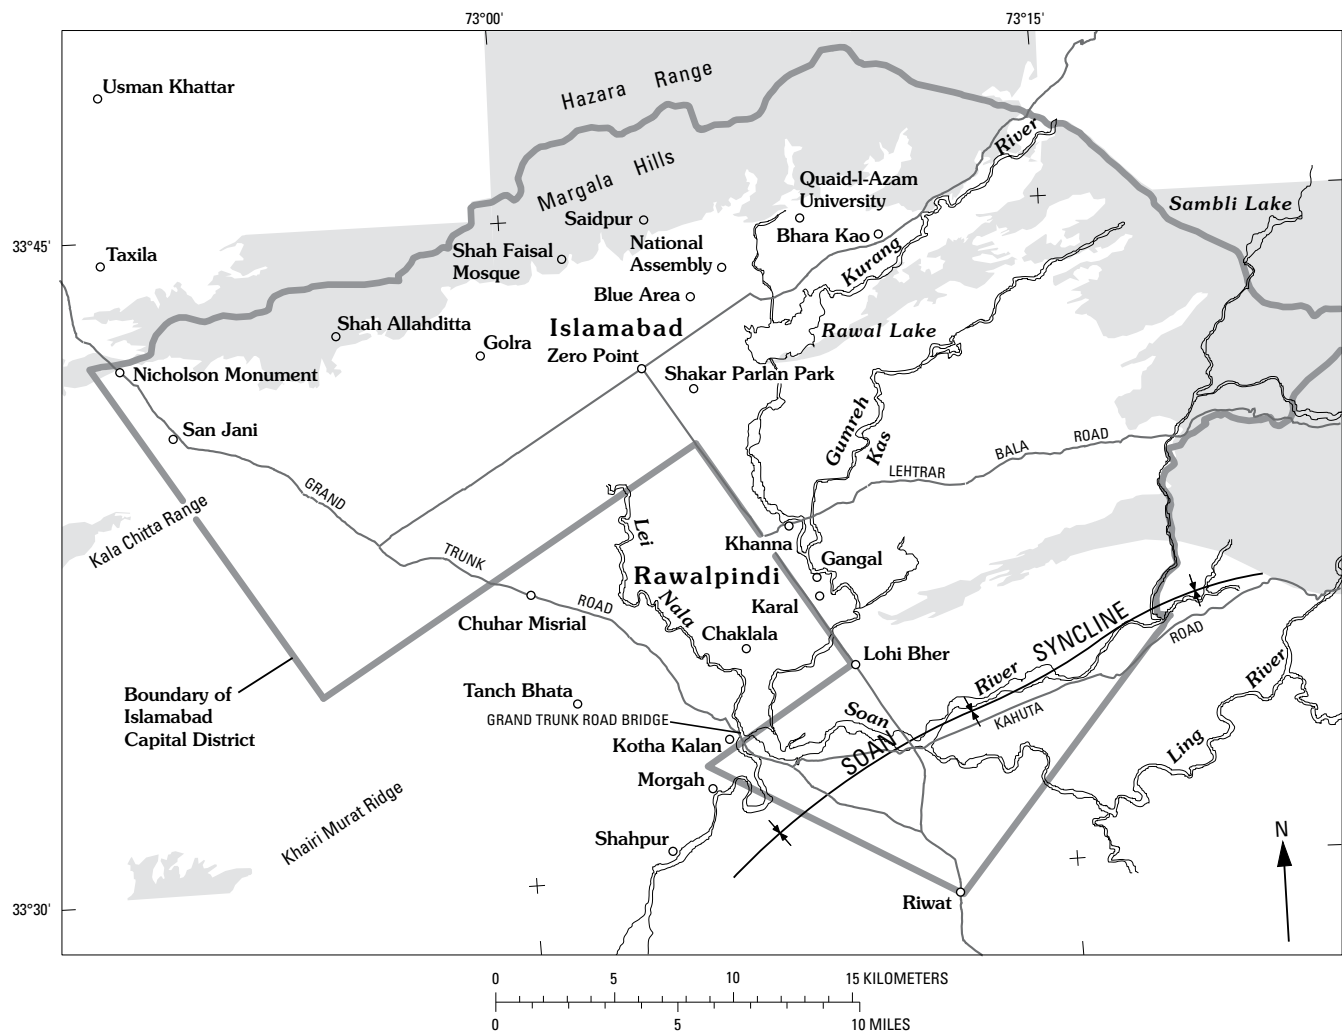 73°00'
73°15'
Usman Khattar
Hazara Range
Margala Hills
Quaid-I-Azam
University
Saidpur
Bhara Kao
River
Kurang
Sambli Lake
33°45'
Taxila
Shah Faisal
Mosque
National
Assembly
Blue Area
Shah Allahditta
Islamabad
Rawal Lake
Golra
Zero Point
Nicholson Monument
Shakar Parlan Park
San Jani
Gumreh
Kas
LEHTRAR
BALA
ROAD
GRAND
TRUNK
ROAD
Kala Chitta Range
Lei
Nala
Khanna
Gangal
Rawalpindi
Karal
Chuhar Misrial
Chaklala
Lohi Bher
SOAN
SYNCLINE
ROAD
River
River
Boundary of
Islamabad
Capital District
Tanch Bhata
GRAND TRUNK ROAD BRIDGE
Soan
KAHUTA
Kotha Kalan
Ling
Morgah
Khairi Murat Ridge
Shahpur
N
Riwat
33°30'
0 5 10 15 KILOMETERS
0 5 10 MILES